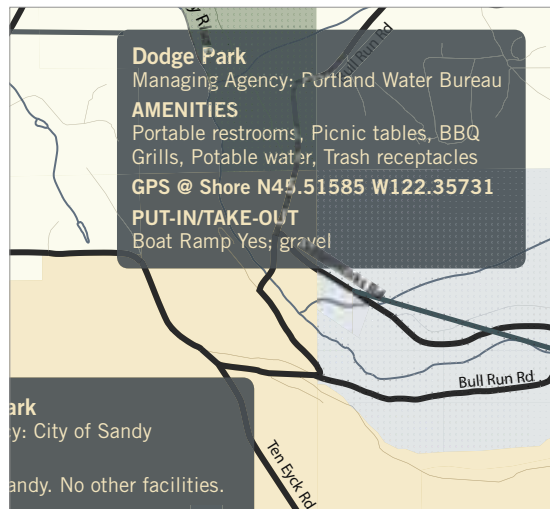 Dodge Park
Managing Agency: Portland Water Bureau
AMENITIES
Portable restrooms, Picnic tables, BBQ
Grills, Potable water, Trash receptacles
GPS @ Shore N45.51585 W122.35731
PUT-IN/TAKE-OUT
Boat Ramp Yes; gravel
Bull Run Rd
Bull Run Rd
ark
cy: City of Sandy
andy. No other facilities.
Ten Eyck Rd